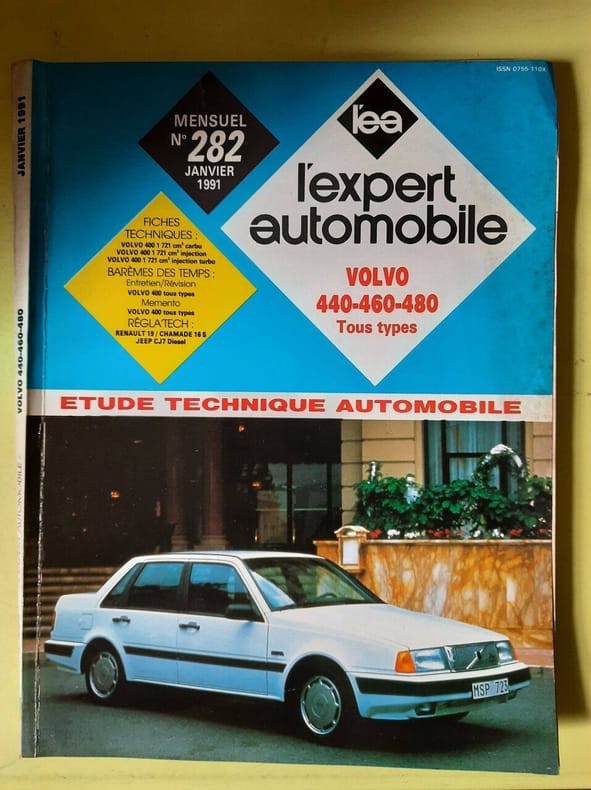 ISSN 0755-110X
JANVIER 1991
VOLVO 440-460-480
MENSUEL
N° 282
JANVIER
1991
l'ea
l'expert
automobile
VOLVO
440-460-480
Tous types
FICHES
TECHNIQUES :
VOLVO 400 1 721 cm³ carbu
VOLVO 400 1 721 cm³ injection
VOLVO 400 1 721 cm³ injection turbo
BARÊMES DES TEMPS :
Entretien/Révision
VOLVO 400 tous types
Memento
VOLVO 400 tous types
RÉGLA'TECH :
RENAULT 19 / CHAMADE 16 S
JEEP CJ7 Diesel
ETUDE TECHNIQUE AUTOMOBILE
MSP 723